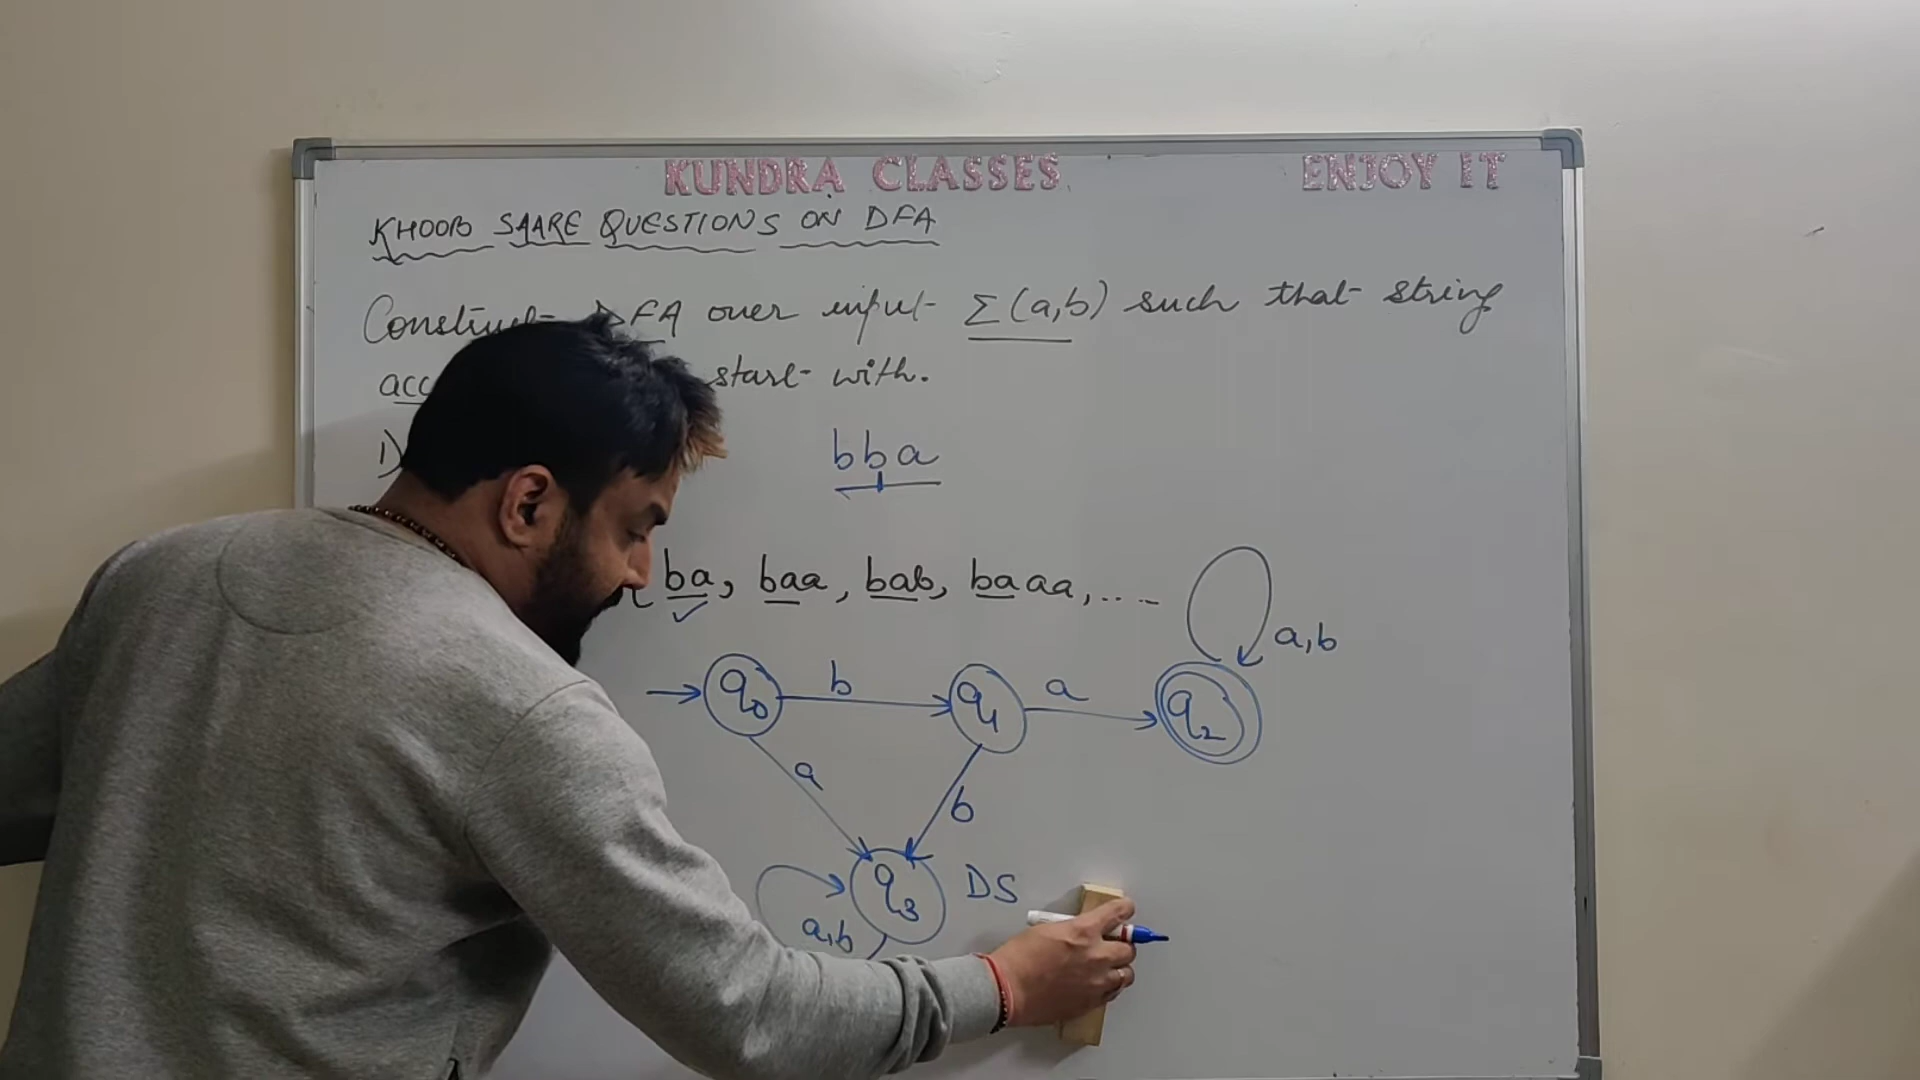 KUNDRA CLASSES ENJOY IT
KHOOB SAARE QUESTIONS ON DFA
FA over input Σ(a,b) such that string
start with.
1) bba
ba, baa, bab, baaa, ....
a,b
q0 b q1 a q2
a b
q3 DS
a,b